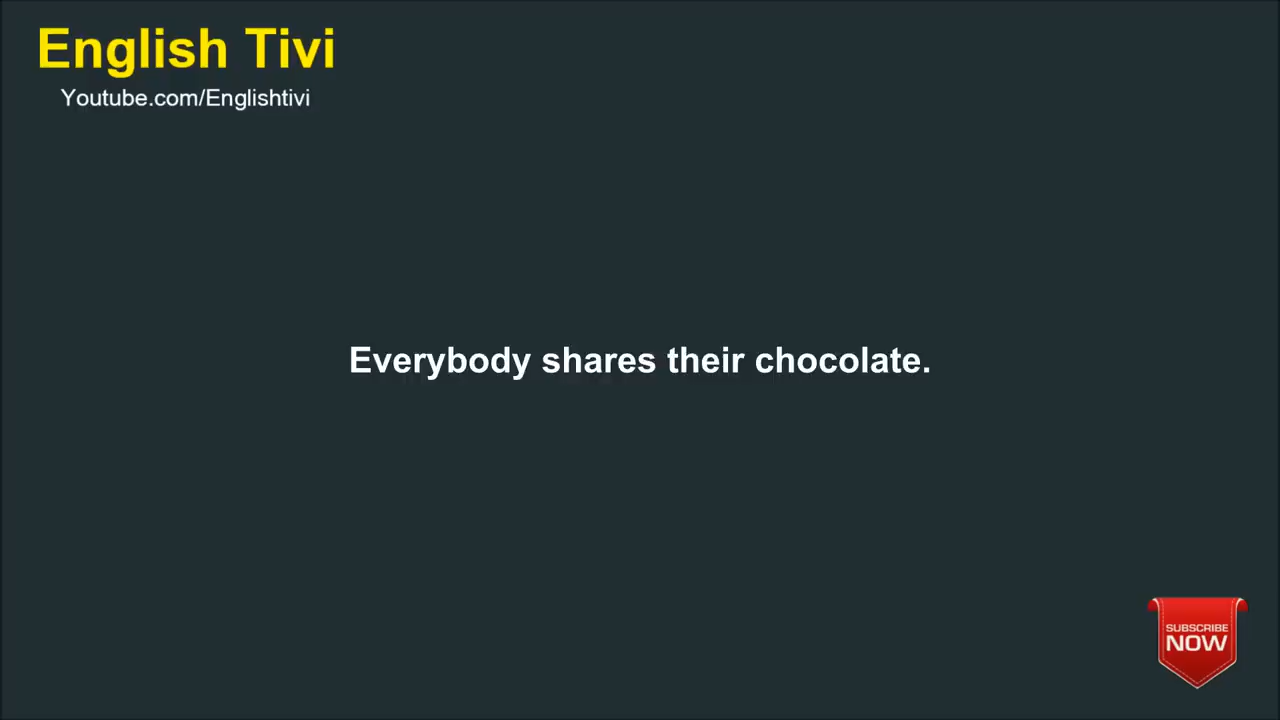 English Tivi
Youtube.com/Englishtivi
Everybody shares their chocolate.
SUBSCRIBE
NOW